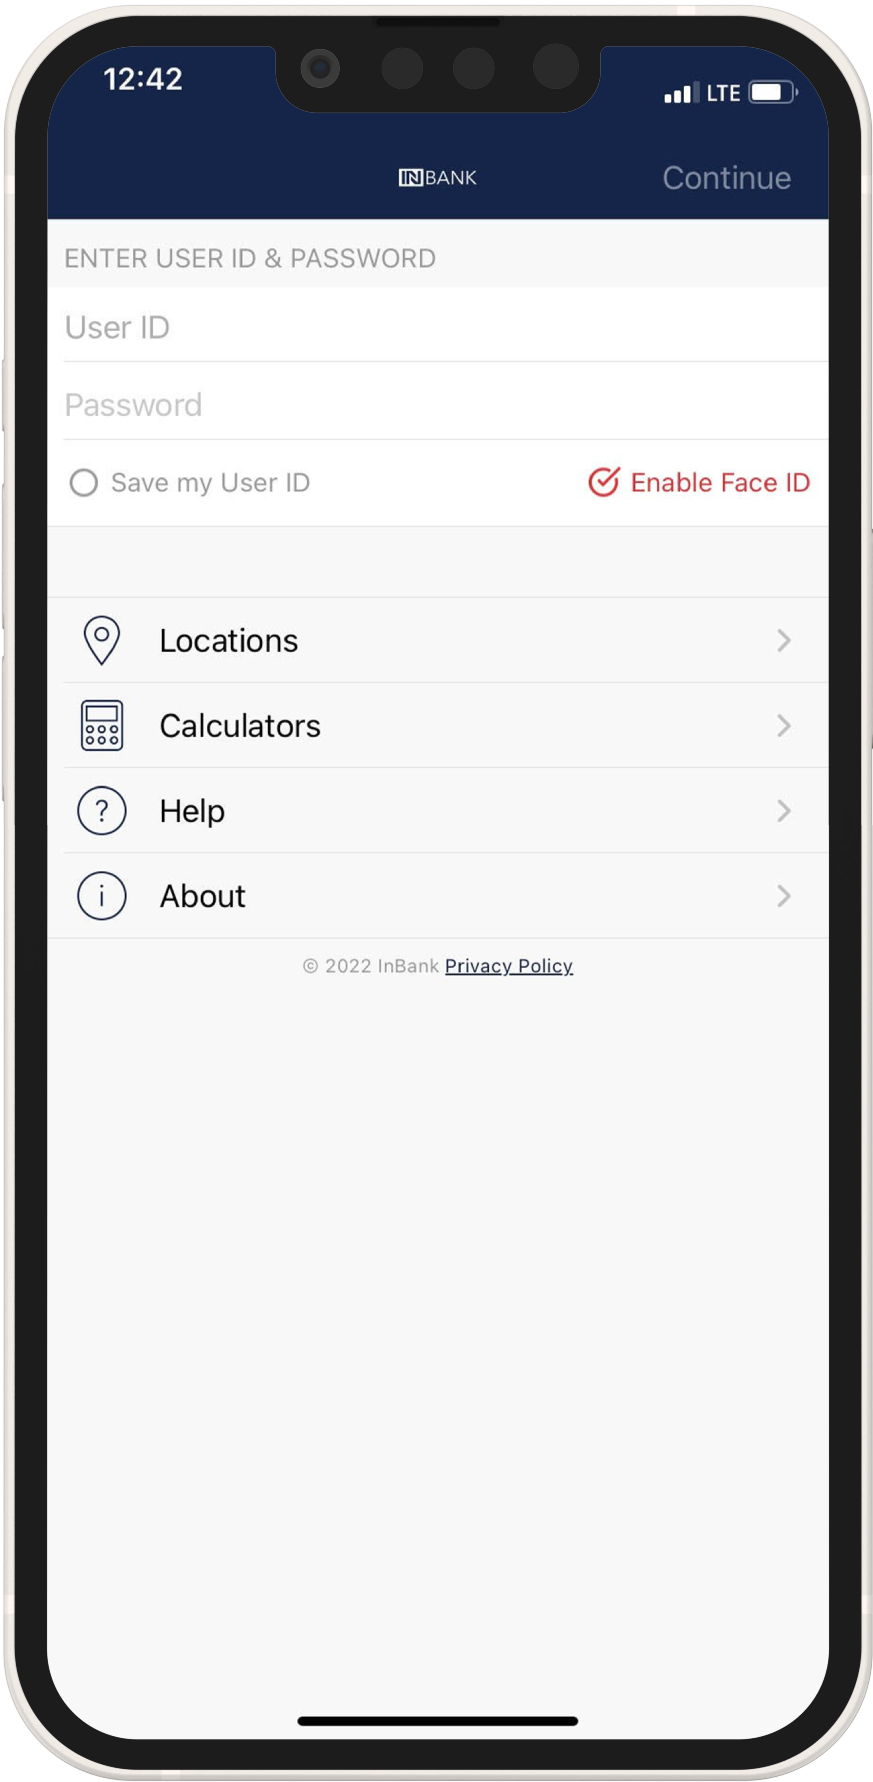 12:42
LTE
INBANK
Continue
ENTER USER ID & PASSWORD
User ID
Password
Save my User ID
Enable Face ID
Locations
Calculators
?
Help
i
About
© 2022 InBank Privacy Policy